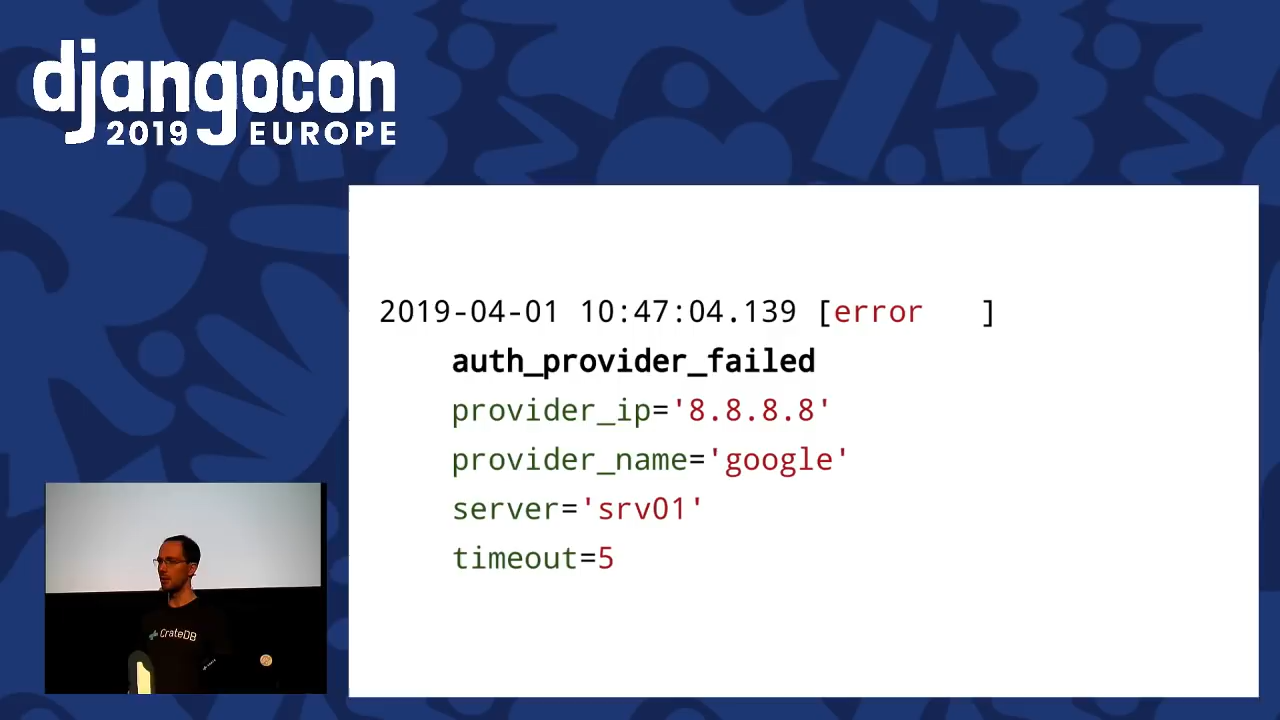 djangocon
2019 EUROPE
2019-04-01 10:47:04.139 [error   ]
auth_provider_failed
provider_ip='8.8.8.8'
provider_name='google'
server='srv01'
timeout=5
CrateDB